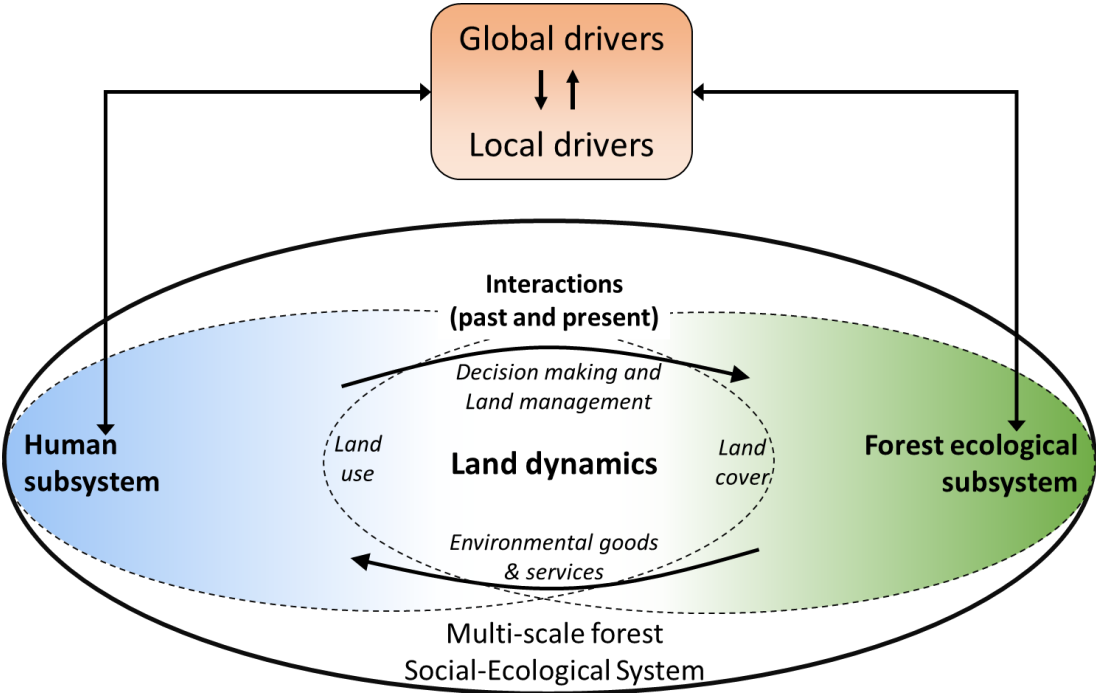 Global drivers
Local drivers
Interactions
(past and present)
Decision making and
Land management
Human
subsystem
Land
use
Land dynamics
Land
cover
Forest ecological
subsystem
Environmental goods
& services
Multi-scale forest
Social-Ecological System